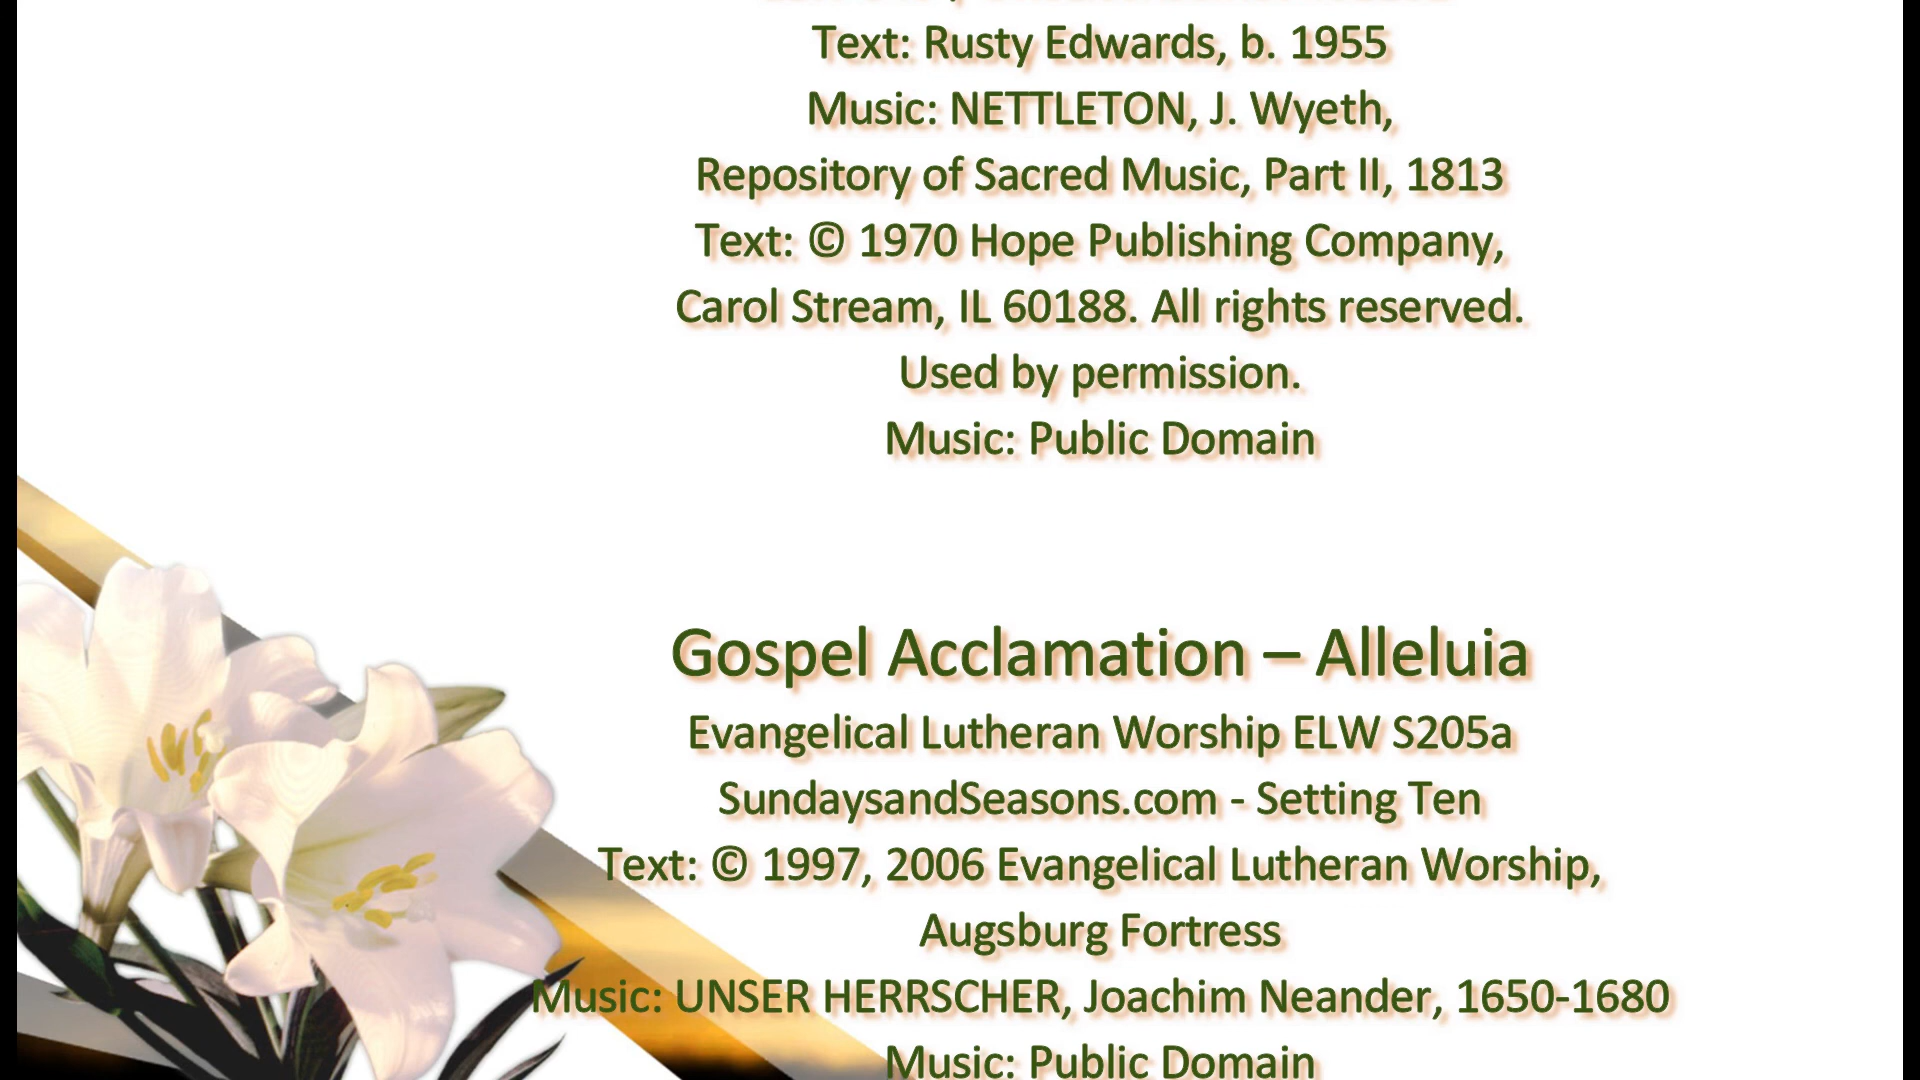 Text: Rusty Edwards, b. 1955
Music: NETTLETON, J. Wyeth,
Repository of Sacred Music, Part II, 1813
Text: © 1970 Hope Publishing Company,
Carol Stream, IL 60188. All rights reserved.
Used by permission.
Music: Public Domain
Gospel Acclamation – Alleluia
Evangelical Lutheran Worship ELW S205a
SundaysandSeasons.com - Setting Ten
Text: © 1997, 2006 Evangelical Lutheran Worship,
Augsburg Fortress
Music: UNSER HERRSCHER, Joachim Neander, 1650-1680
Music: Public Domain